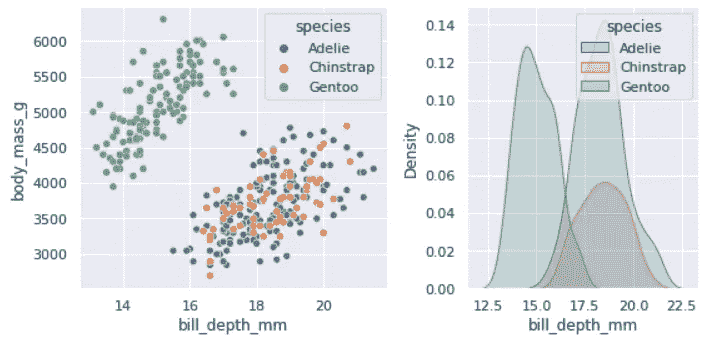 species
Adelie
Chinstrap
Gentoo
6000
5500
5000
4500
4000
3500
3000
body_mass_g
14
16
18
20
bill_depth_mm
species
Adelie
Chinstrap
Gentoo
0.14
0.12
0.10
0.08
0.06
0.04
0.02
0.00
Density
12.5
15.0
17.5
20.0
22.5
bill_depth_mm